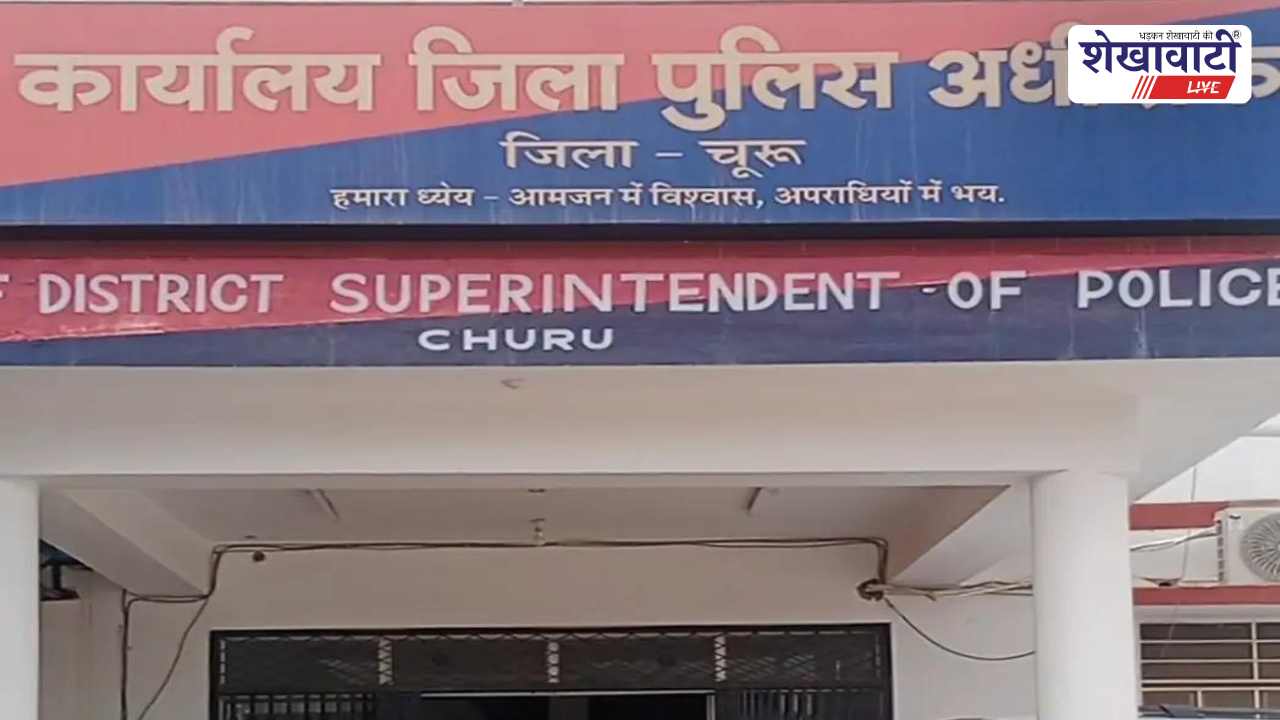 धड़कन शेखावाटी की ®
शेखावाटी
LIVE
कार्यालय जिला पुलिस
जिला - चूरू
हमारा ध्येय - आमजन में विश्वास, अपराधियों में भय.
DISTRICT SUPERINTENDENT OF POLICE
CHURU